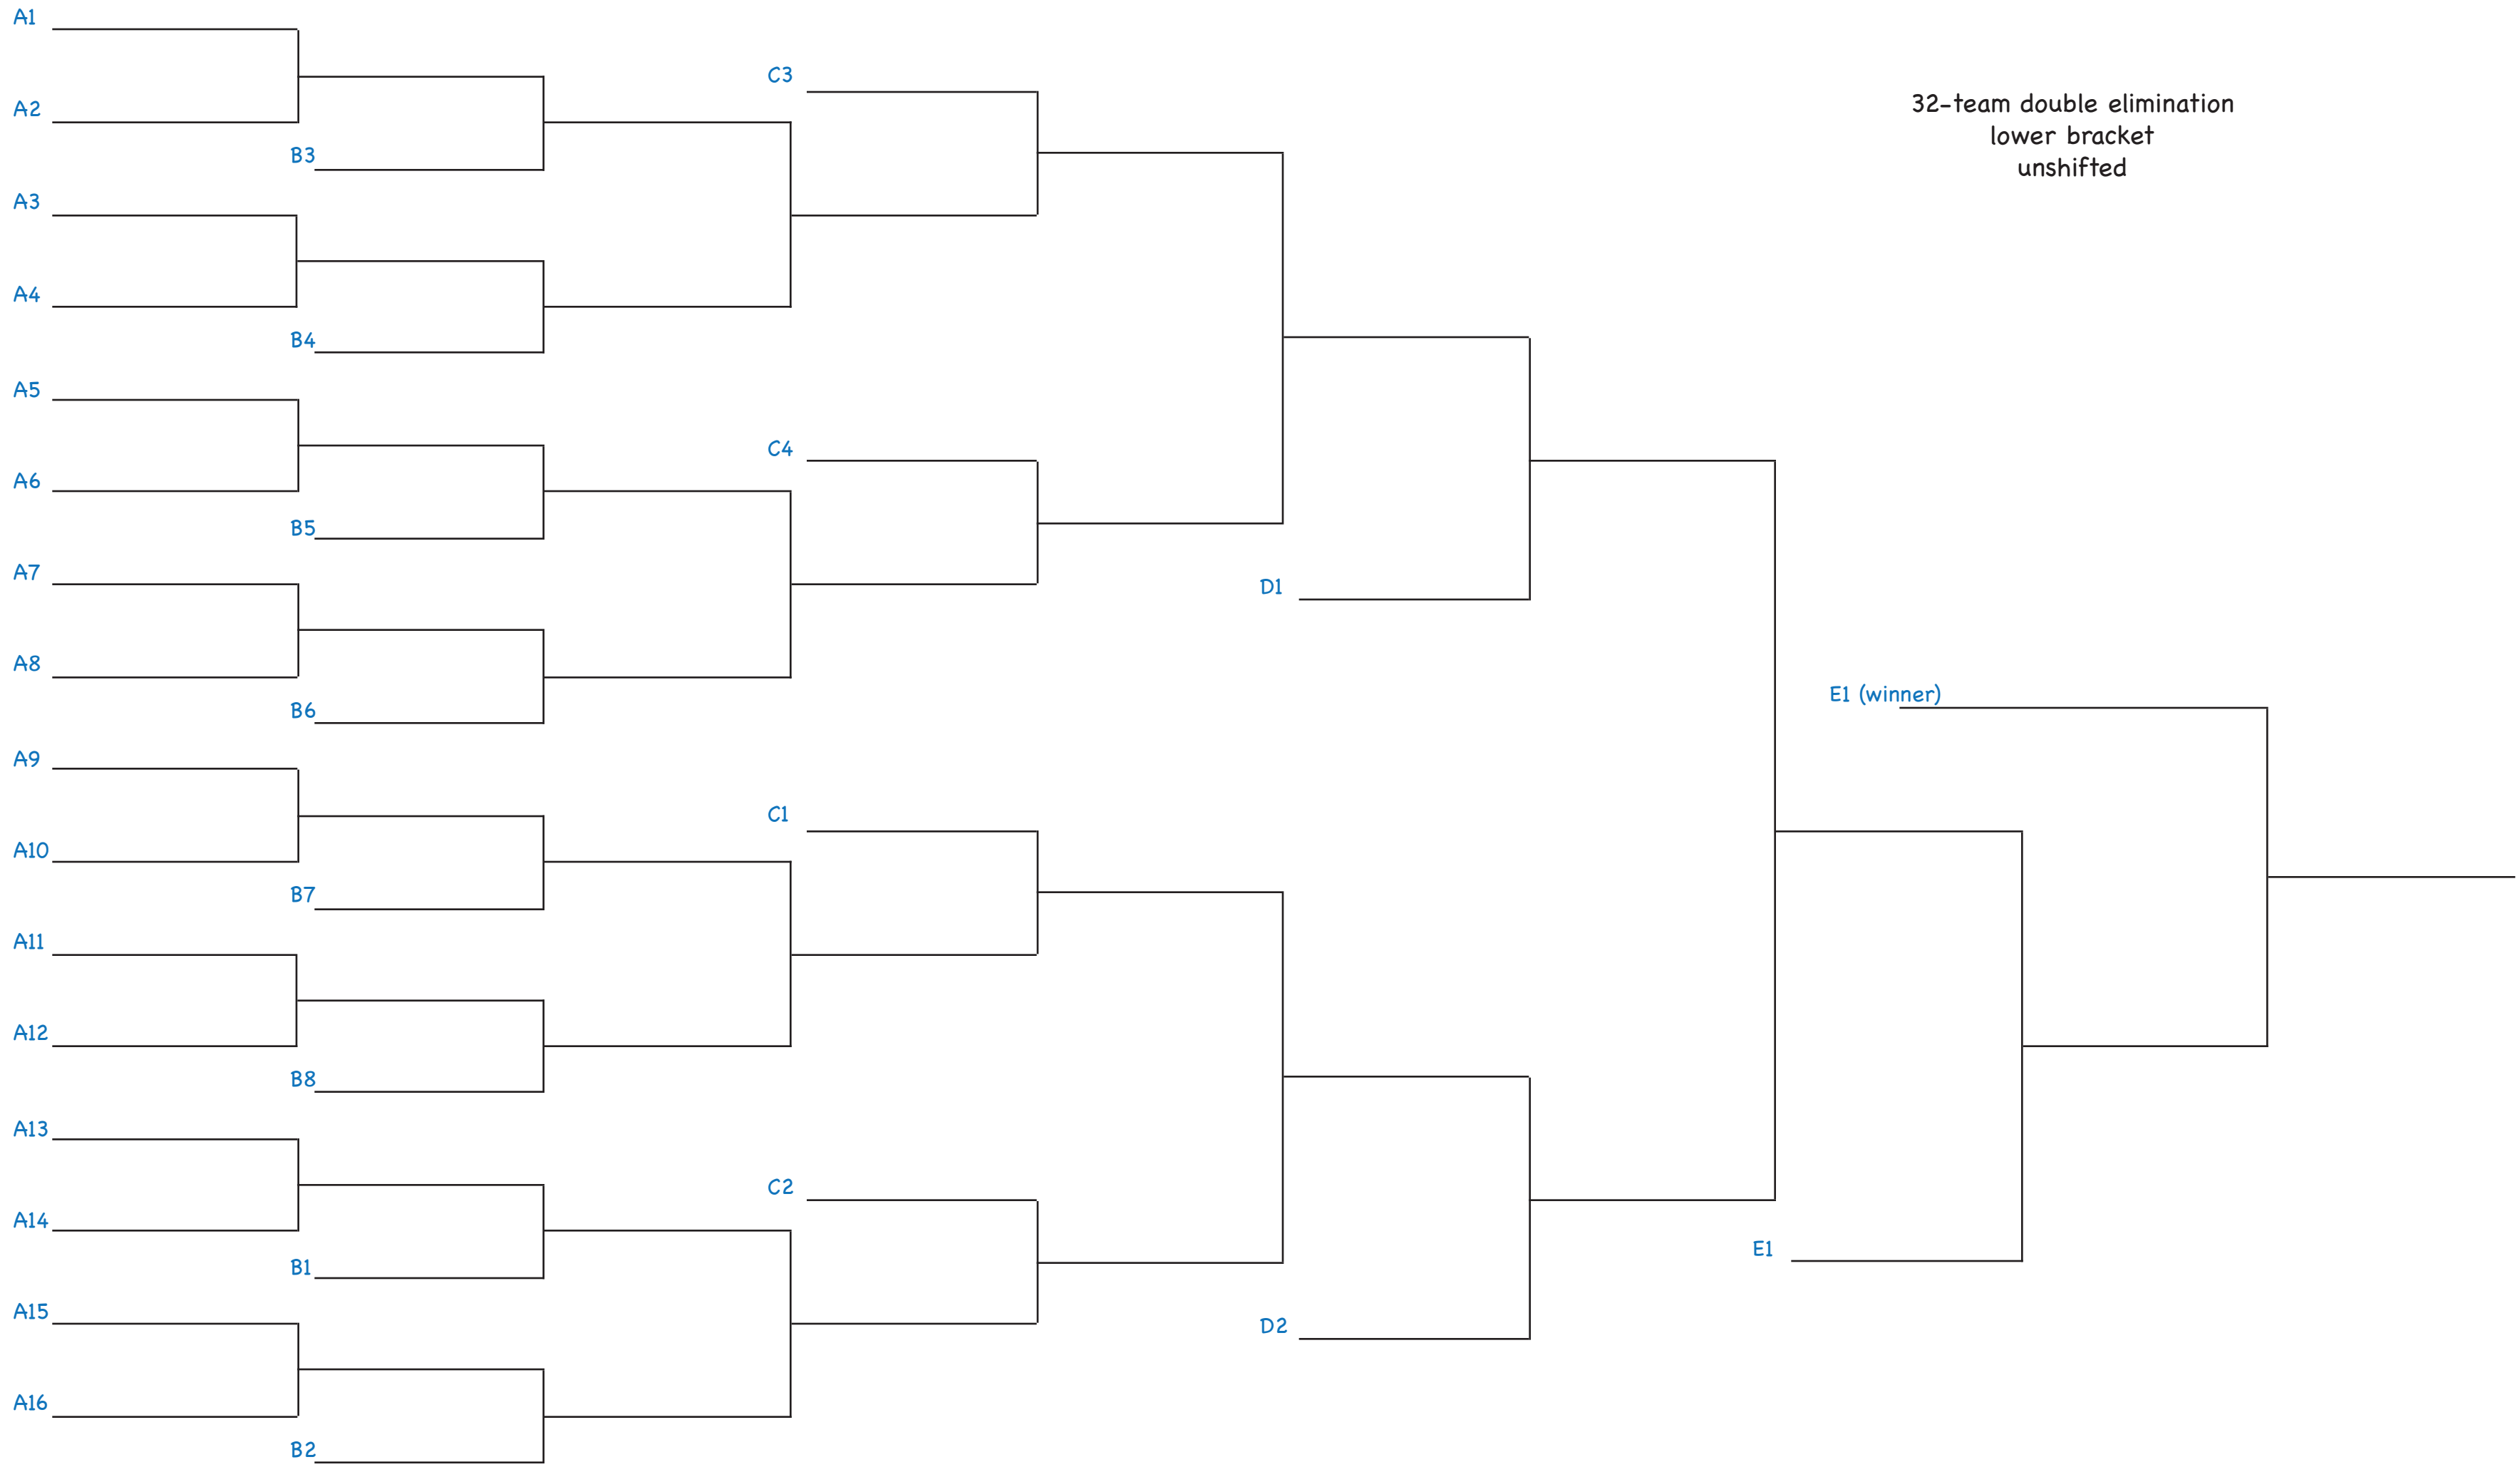 A1
A2
B3
A3
A4
B4
A5
A6
B5
A7
A8
B6
A9
A10
B7
A11
A12
B8
A13
A14
B1
A15
A16
B2
C3
C4
C1
C2
D1
D2
E1 (winner)
E1
32-team double elimination
lower bracket
unshifted